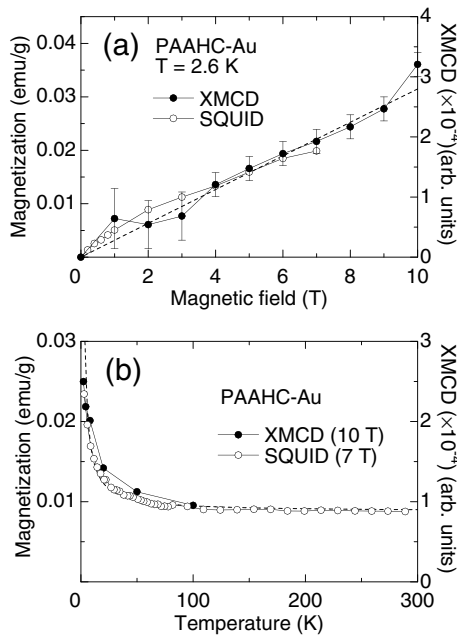 (a)
PAAHC-Au
T = 2.6 K
XMCD
SQUID
Magnetization (emu/g)
0.04
0.03
0.02
0.01
0
XMCD (×10⁻⁴)(arb. units)
4
3
2
1
0
0 2 4 6 8 10
Magnetic field (T)
(b)
PAAHC-Au
XMCD (10 T)
SQUID (7 T)
Magnetization (emu/g)
0.03
0.02
0.01
XMCD (×10⁻⁴) (arb. units)
3
2
1
0
0 100 200 300
Temperature (K)